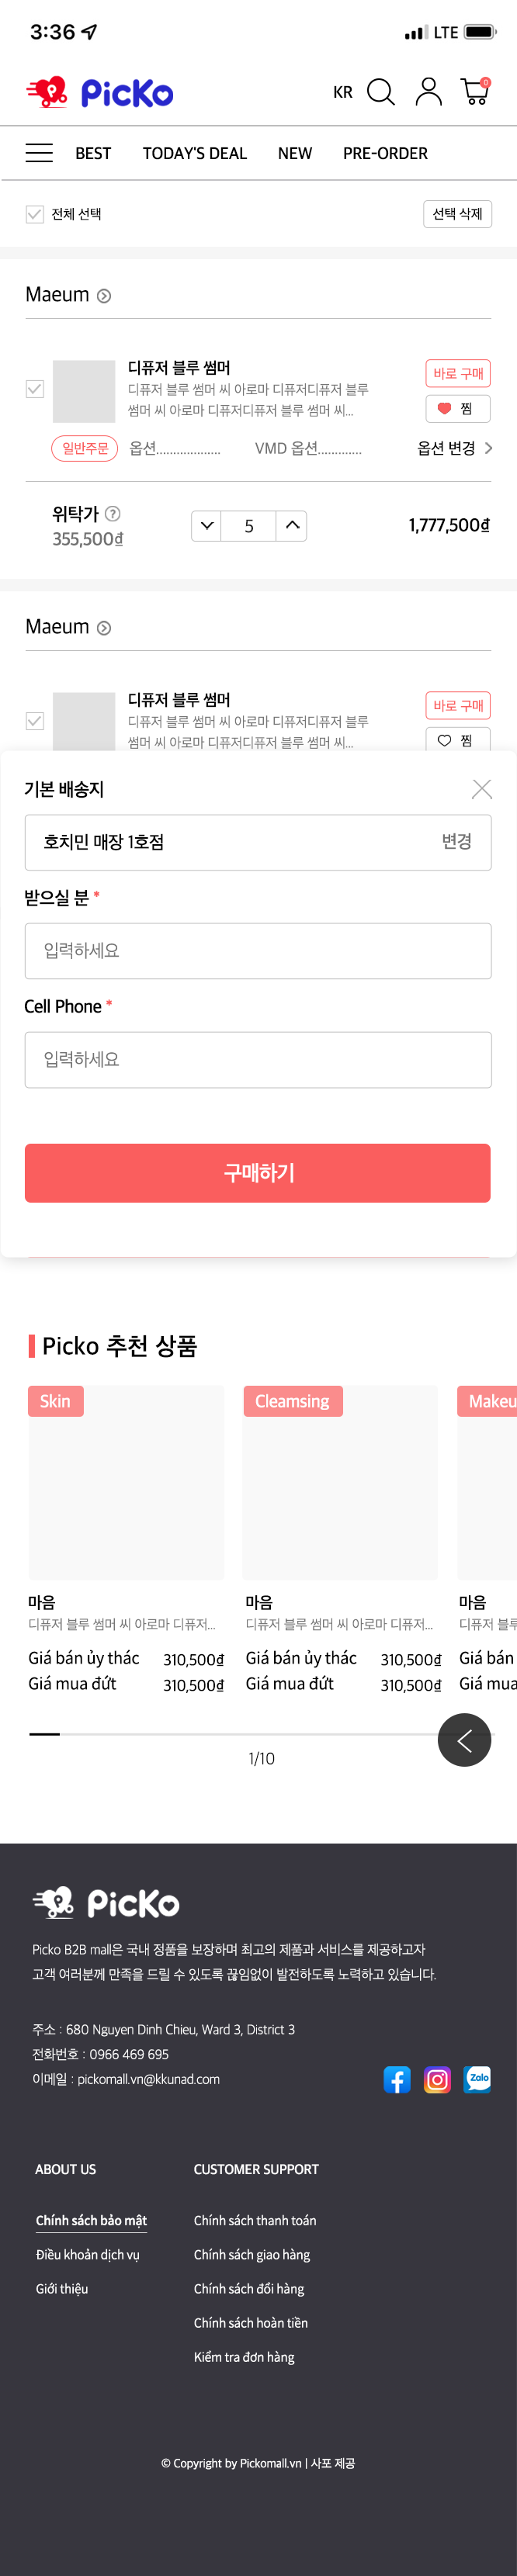 3:36
LTE
PicKo
KR
0
BEST
TODAY'S DEAL
NEW
PRE-ORDER
전체 선택
선택 삭제
Maeum
디퓨저 블루 썸머
디퓨저 블루 썸머 씨 아로마 디퓨저디퓨저 블루
썸머 씨 아로마 디퓨저디퓨저 블루 썸머 씨...
바로 구매
찜
일반주문
옵션...................
VMD 옵션.............
옵션 변경
위탁가 ?
355,500₫
5
1,777,500₫
Maeum
디퓨저 블루 썸머
디퓨저 블루 썸머 씨 아로마 디퓨저디퓨저 블루
썸머 씨 아로마 디퓨저디퓨저 블루 썸머 씨...
바로 구매
찜
기본 배송지
호치민 매장 1호점
변경
받으실 분 *
입력하세요
Cell Phone *
입력하세요
구매하기
Picko 추천 상품
Skin
마음
디퓨저 블루 썸머 씨 아로마 디퓨저...
Giá bán ủy thác 310,500₫
Giá mua đứt 310,500₫
Cleamsing
마음
디퓨저 블루 썸머 씨 아로마 디퓨저...
Giá bán ủy thác 310,500₫
Giá mua đứt 310,500₫
Makeu
마음
디퓨저 블루
Giá bán
Giá mua
1/10
PicKo
Picko B2B mall은 국내 정품을 보장하며 최고의 제품과 서비스를 제공하고자
고객 여러분께 만족을 드릴 수 있도록 끊임없이 발전하도록 노력하고 있습니다.
주소 : 680 Nguyen Dinh Chieu, Ward 3, District 3
전화번호 : 0966 469 695
이메일 : pickomall.vn@kkunad.com
Zalo
ABOUT US
Chính sách bảo mật
Điều khoản dịch vụ
Giới thiệu
CUSTOMER SUPPORT
Chính sách thanh toán
Chính sách giao hàng
Chính sách đổi hàng
Chính sách hoàn tiền
Kiểm tra đơn hàng
© Copyright by Pickomall.vn | 사포 제공